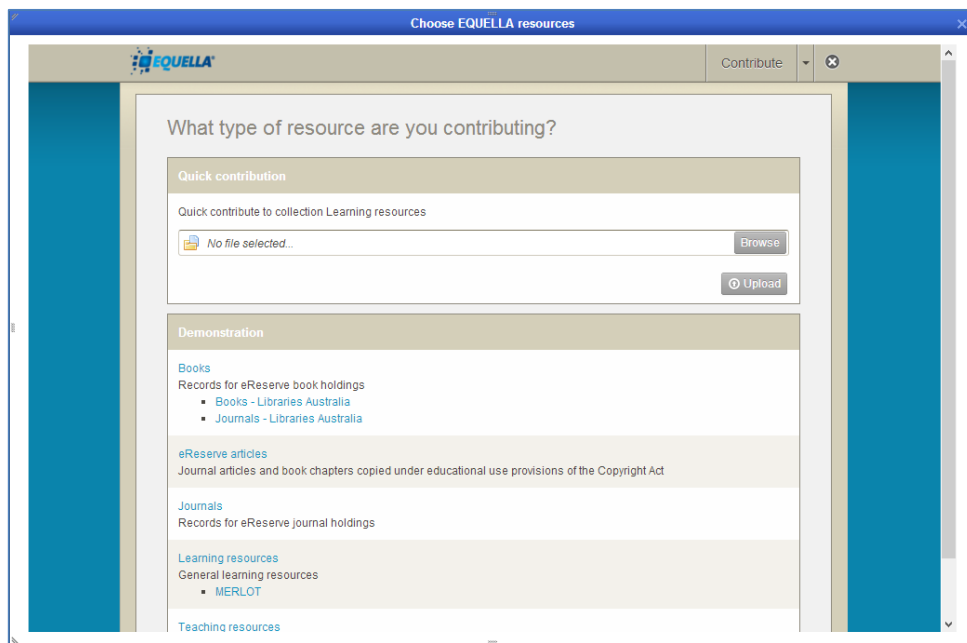 Choose EQUELLA resources
EQUELLA
Contribute
What type of resource are you contributing?
Quick contribution
Quick contribute to collection Learning resources
No file selected...
Browse
Upload
Demonstration
Books
Records for eReserve book holdings
Books - Libraries Australia
Journals - Libraries Australia
eReserve articles
Journal articles and book chapters copied under educational use provisions of the Copyright Act
Journals
Records for eReserve journal holdings
Learning resources
General learning resources
MERLOT
Teaching resources